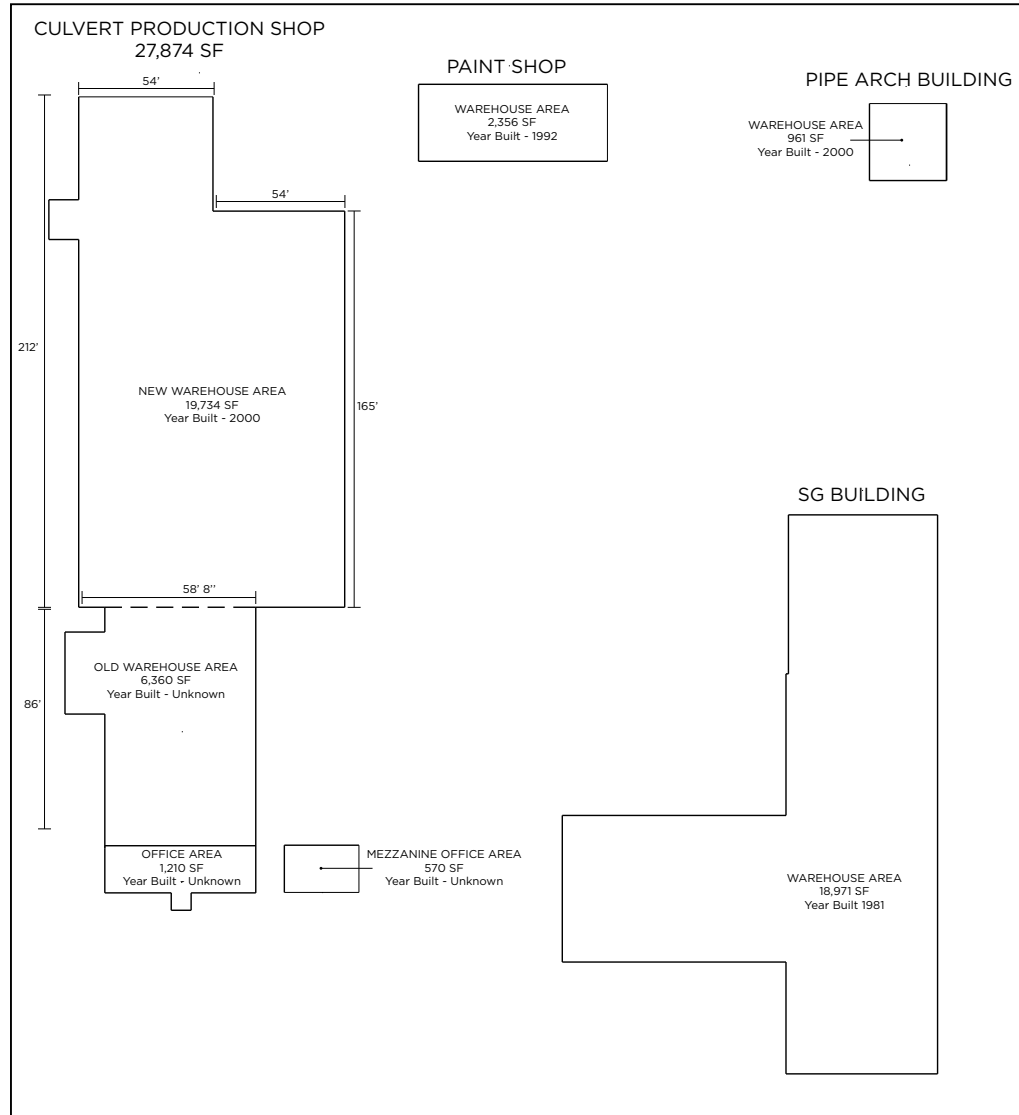 CULVERT PRODUCTION SHOP
27,874 SF
54'
54'
212'
165'
NEW WAREHOUSE AREA
19,734 SF
Year Built - 2000
58' 8''
86'
OLD WAREHOUSE AREA
6,360 SF
Year Built - Unknown
OFFICE AREA
1,210 SF
Year Built - Unknown
MEZZANINE OFFICE AREA
570 SF
Year Built - Unknown
PAINT SHOP
WAREHOUSE AREA
2,356 SF
Year Built - 1992
PIPE ARCH BUILDING
WAREHOUSE AREA
961 SF
Year Built - 2000
SG BUILDING
WAREHOUSE AREA
18,971 SF
Year Built 1981